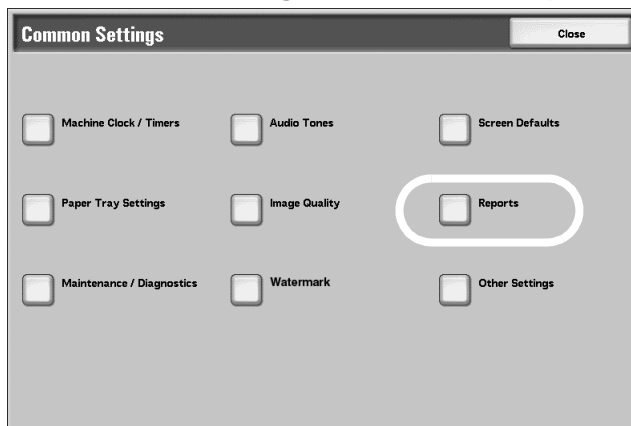 Common Settings
Close
Machine Clock / Timers
Audio Tones
Screen Defaults
Paper Tray Settings
Image Quality
Reports
Maintenance / Diagnostics
Watermark
Other Settings